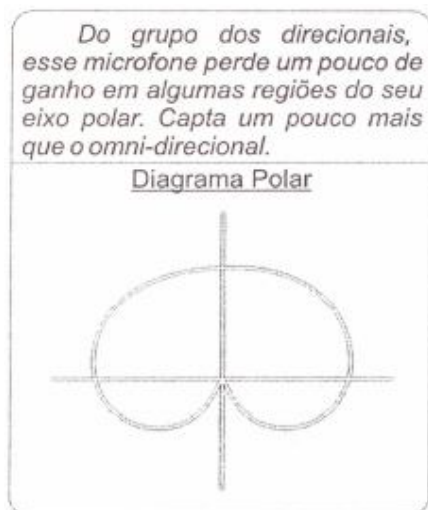 Do grupo dos direcionais,
esse microfone perde um pouco de
ganho em algumas regiões do seu
eixo polar. Capta um pouco mais
que o omni-direcional.
Diagrama Polar